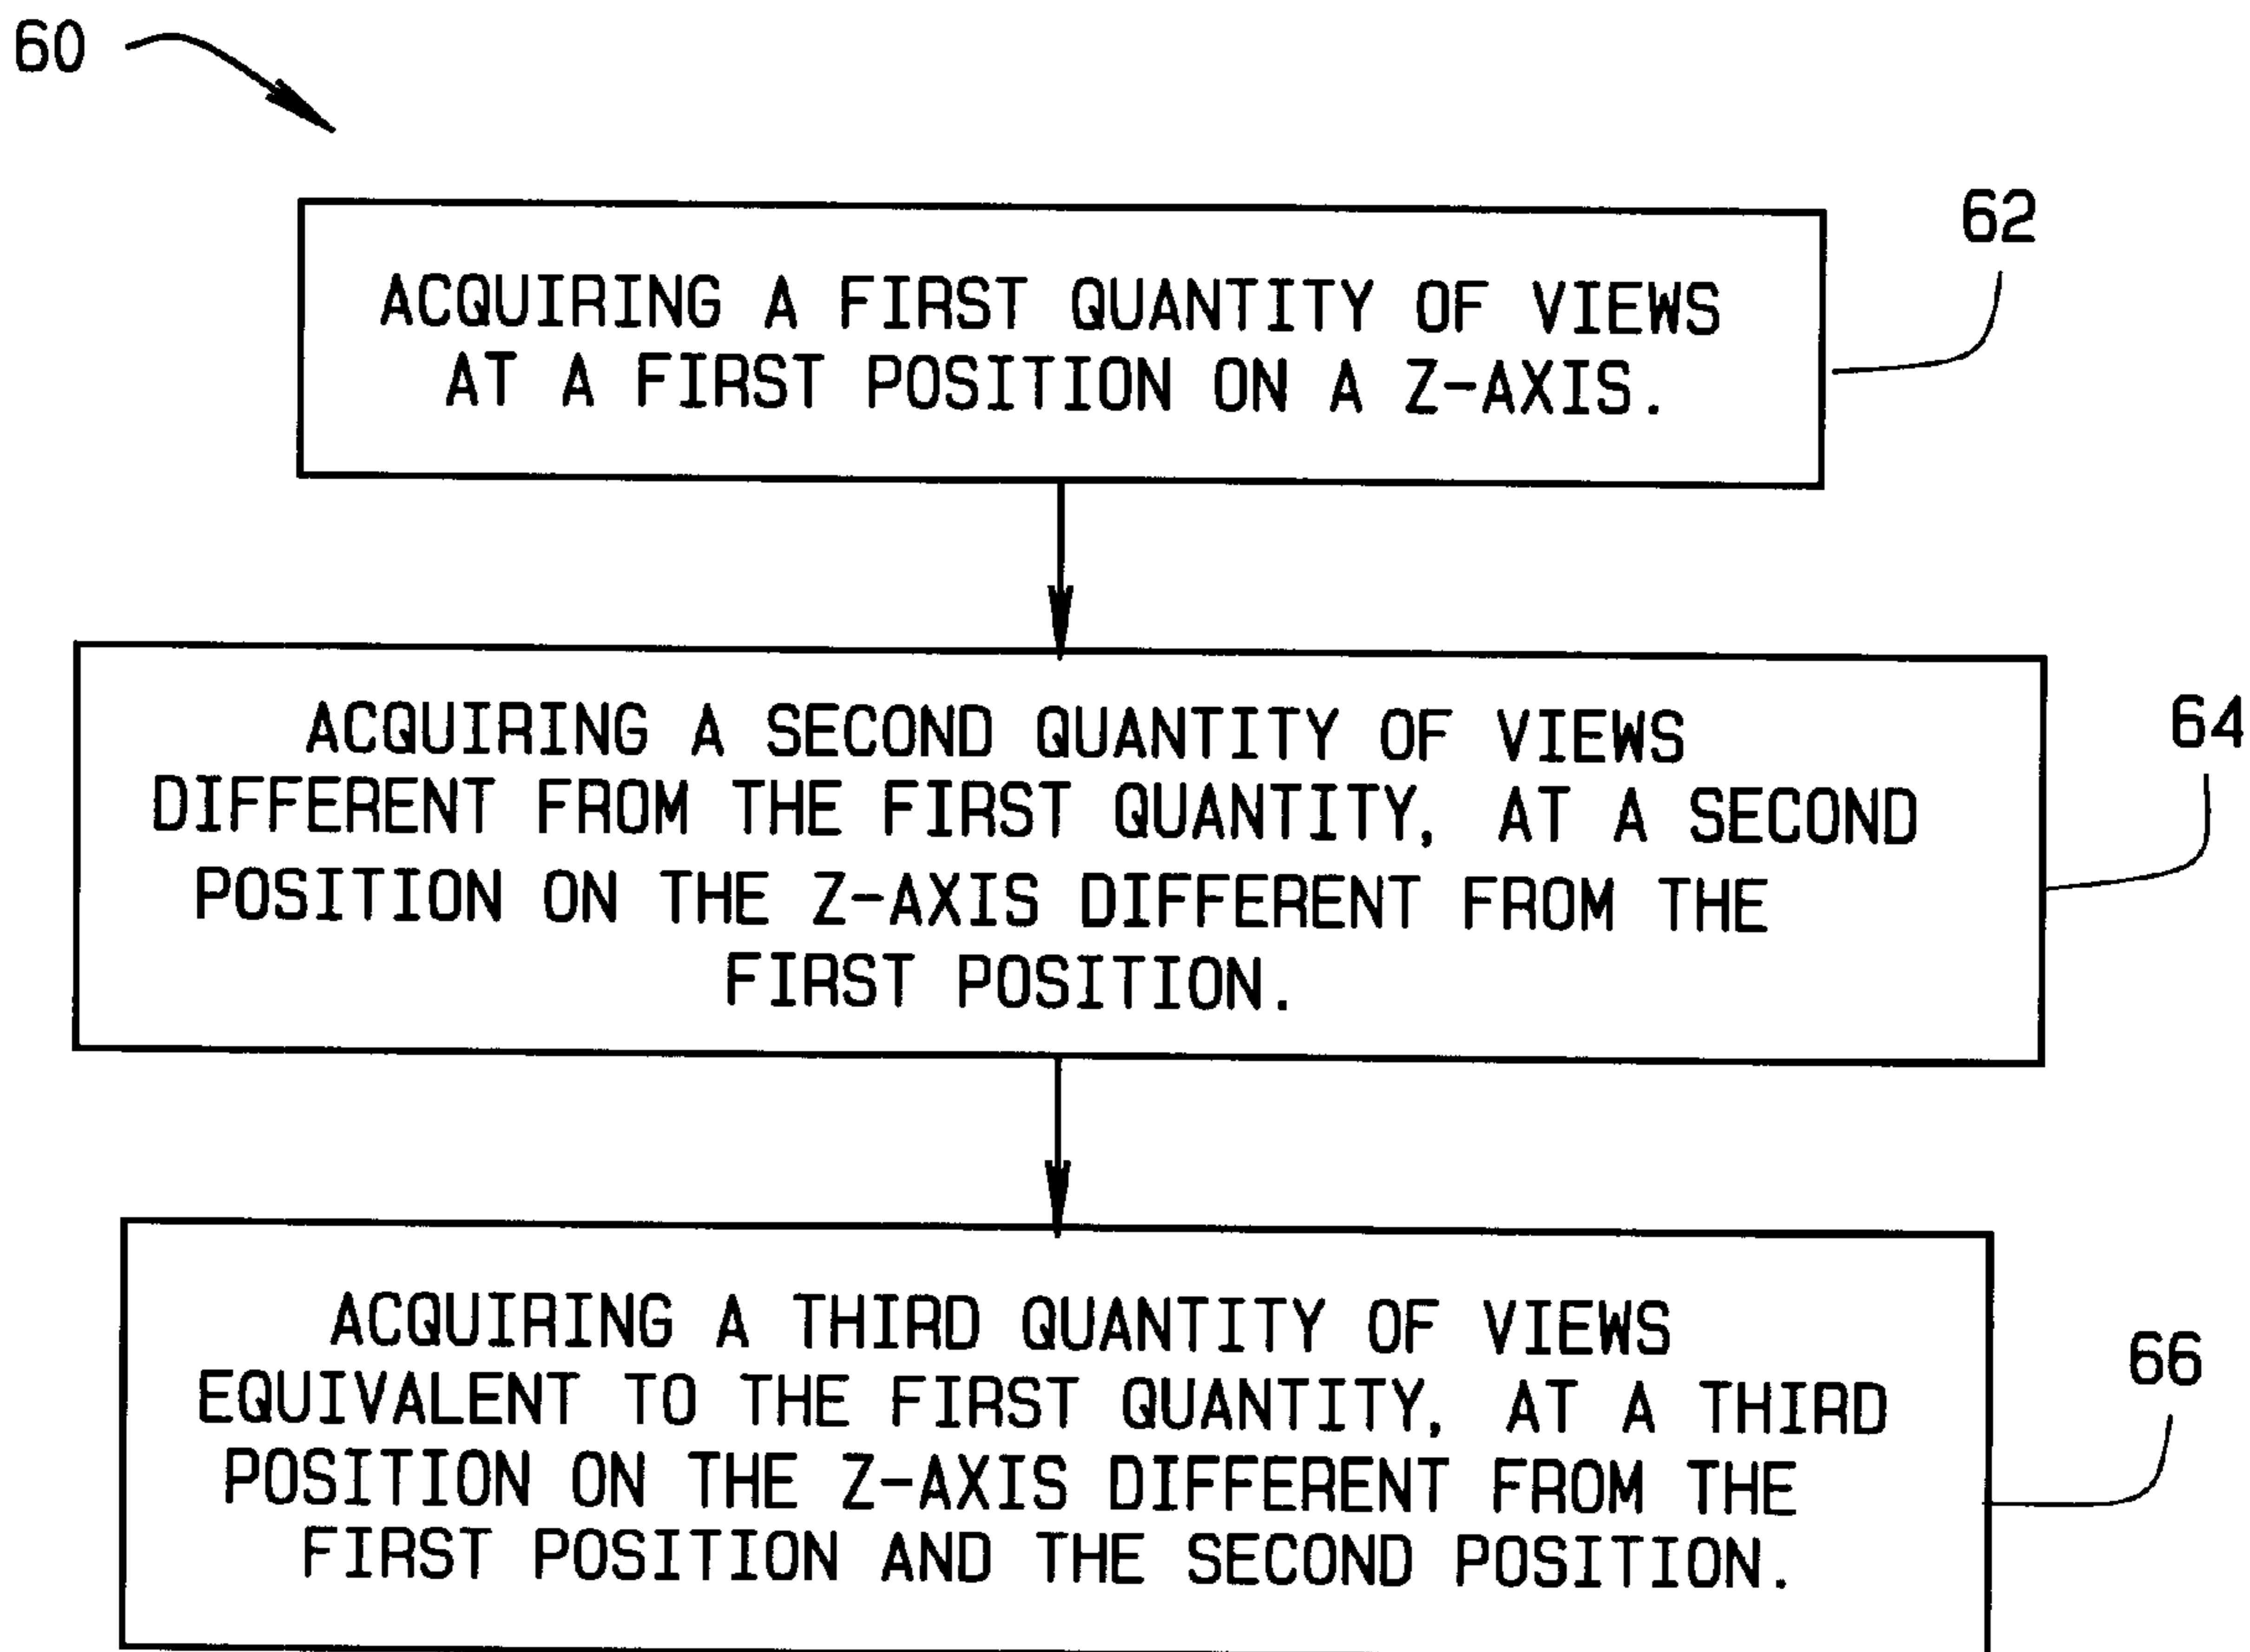 60
62
ACQUIRING A FIRST QUANTITY OF VIEWS
AT A FIRST POSITION ON A Z-AXIS.
64
ACQUIRING A SECOND QUANTITY OF VIEWS
DIFFERENT FROM THE FIRST QUANTITY, AT A SECOND
POSITION ON THE Z-AXIS DIFFERENT FROM THE
FIRST POSITION.
66
ACQUIRING A THIRD QUANTITY OF VIEWS
EQUIVALENT TO THE FIRST QUANTITY, AT A THIRD
POSITION ON THE Z-AXIS DIFFERENT FROM THE
FIRST POSITION AND THE SECOND POSITION.